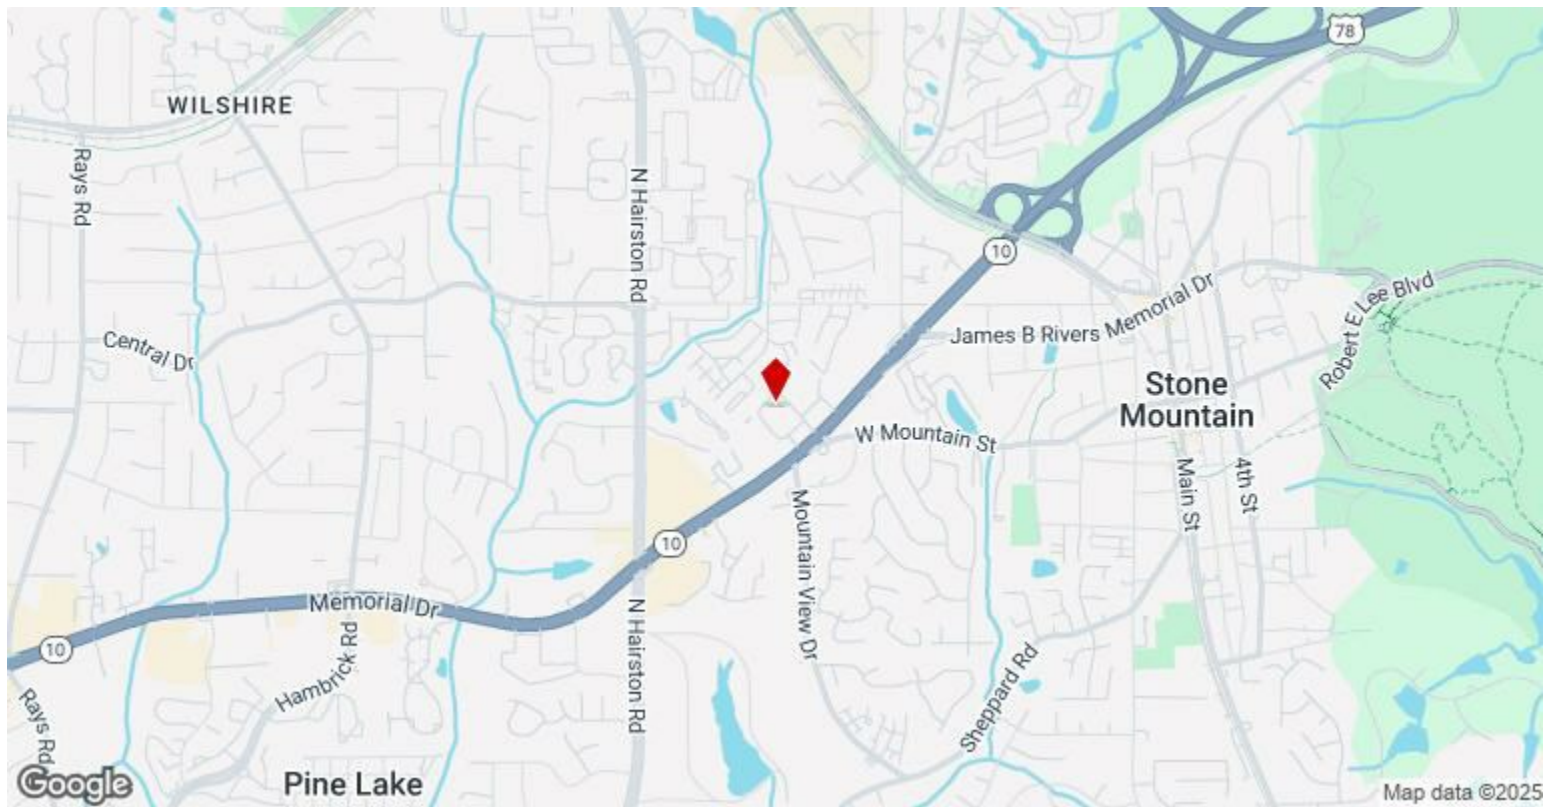 78
WILSHIRE
Rays Rd
N Hairston Rd
10
James B Rivers Memorial Dr
Robert E Lee Blvd
Central Dr
Stone
Mountain
W Mountain St
Main St
4th St
Mountain View Dr
10
Memorial Dr
N Hairston Rd
10
Hambrick Rd
Sheppard Rd
Rays Rd
Pine Lake
Google
Map data ©2025